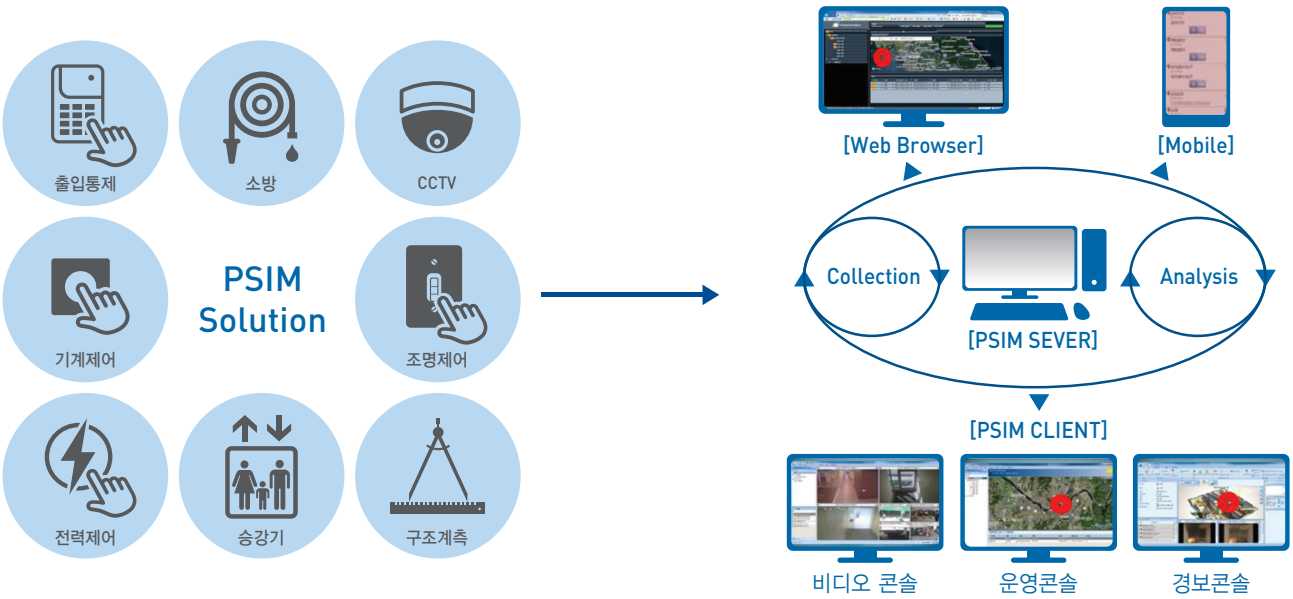 출입통제
소방
CCTV
기계제어
PSIM
Solution
조명제어
전력제어
승강기
구조계측
[Web Browser]
[Mobile]
Collection
Analysis
[PSIM SEVER]
[PSIM CLIENT]
비디오 콘솔
운영콘솔
경보콘솔